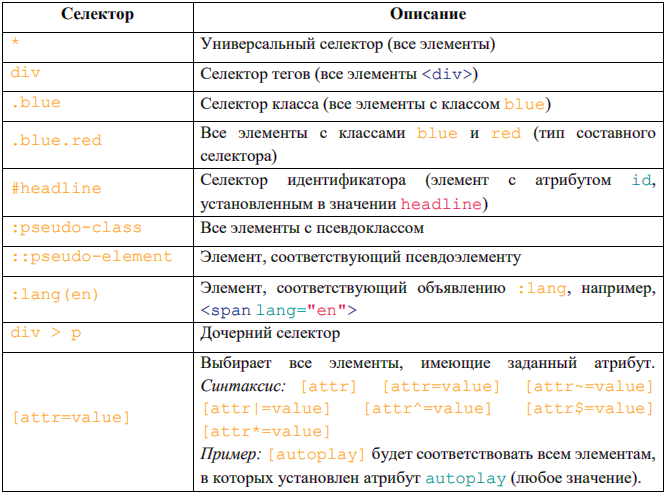 Селектор Описание
* Универсальный селектор (все элементы)
div Селектор тегов (все элементы <div>)
.blue Селектор класса (все элементы с классом blue)
.blue.red Все элементы с классами blue и red (тип составного
селектора)
#headline Селектор идентификатора (элемент с атрибутом id,
установленным в значении headline)
:pseudo-class Все элементы с псевдоклассом
::pseudo-element Элемент, соответствующий псевдоэлементу
:lang(en) Элемент, соответствующий объявлению :lang, например,
<span lang="en">
div > p Дочерний селектор
[attr=value] Выбирает все элементы, имеющие заданный атрибут.
Синтаксис: [attr] [attr=value] [attr~=value]
[attr|=value] [attr^=value] [attr$=value]
[attr*=value]
Пример: [autoplay] будет соответствовать всем элементам,
в которых установлен атрибут autoplay (любое значение).